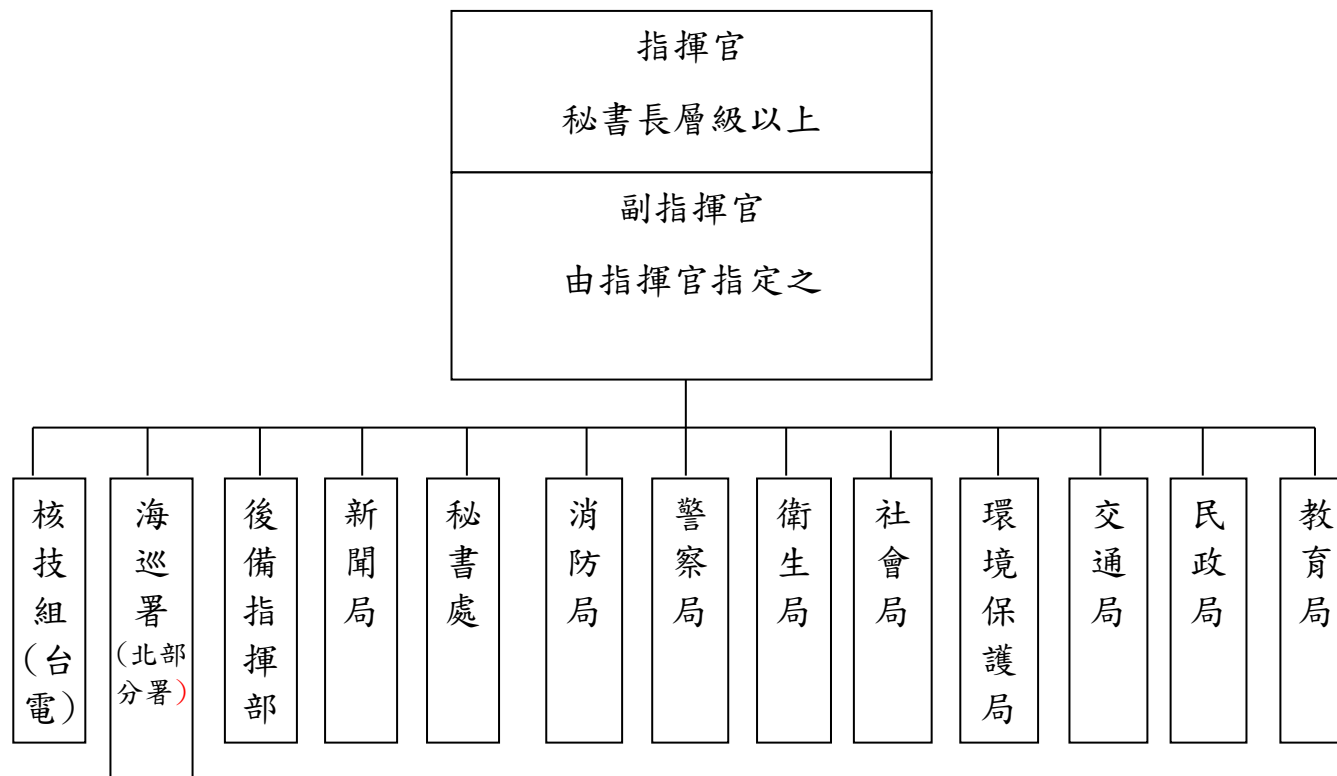 指揮官
秘書長層級以上
副指揮官
由指揮官指定之
核技組(台電)
海巡署
(北部
分署)
後備指揮部
新聞局
秘書處
消防局
警察局
衛生局
社會局
環境保護局
交通局
民政局
教育局